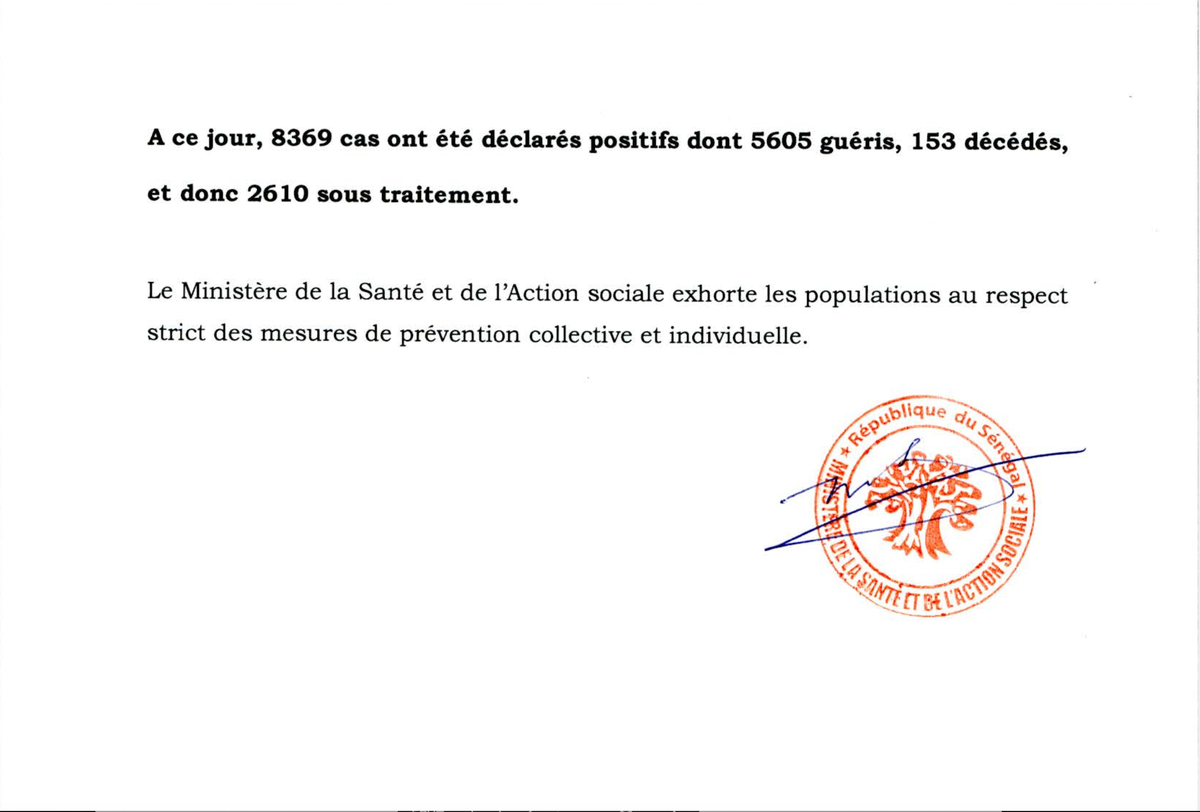 A ce jour, 8369 cas ont été déclarés positifs dont 5605 guéris, 153 décédés,
et donc 2610 sous traitement.
Le Ministère de la Santé et de l'Action sociale exhorte les populations au respect
strict des mesures de prévention collective et individuelle.
★ République du Sénégal ★
MINISTERE DE LA SANTÉ ET DE L'ACTION SOCIALE